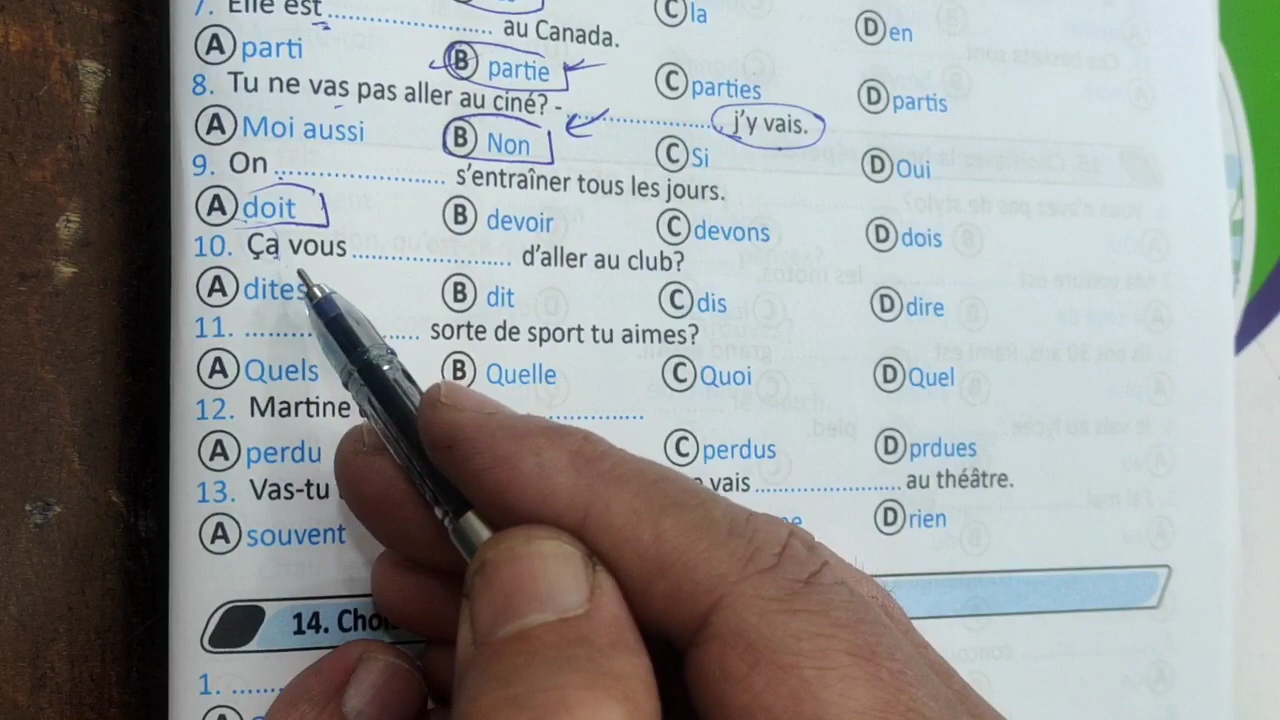 7. Elle est .......................... au Canada.
C la
D en
A parti
B partie
C parties
D partis
8. Tu ne vas pas aller au ciné? - .......................... j'y vais.
A Moi aussi
B Non
C Si
D Oui
9. On .......................... s'entraîner tous les jours.
A doit
B devoir
C devons
D dois
10. Ça vous .......................... d'aller au club?
A dites
B dit
C dis
D dire
11. .......................... sorte de sport tu aimes?
A Quels
B Quelle
C Quoi
D Quel
12. Martine ..........................
A perdu
C perdus
D prdues
13. Vas-tu vais .......................... au théâtre.
A souvent
D rien
14.
1. ......